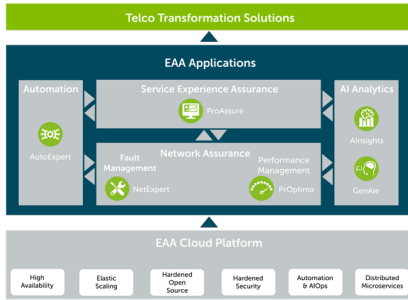 Telco Transformation Solutions
EAA Applications
Automation
AutoExpert
Service Experience Assurance
ProAssure
Network Assurance
Fault
Management
NetExpert
Performance
Management
PrOptima
AI Analytics
AInsights
GenAie
EAA Cloud Platform
High
Availability
Elastic
Scaling
Hardened
Open
Source
Hardened
Security
Automation
& AIOps
Distributed
Microservices